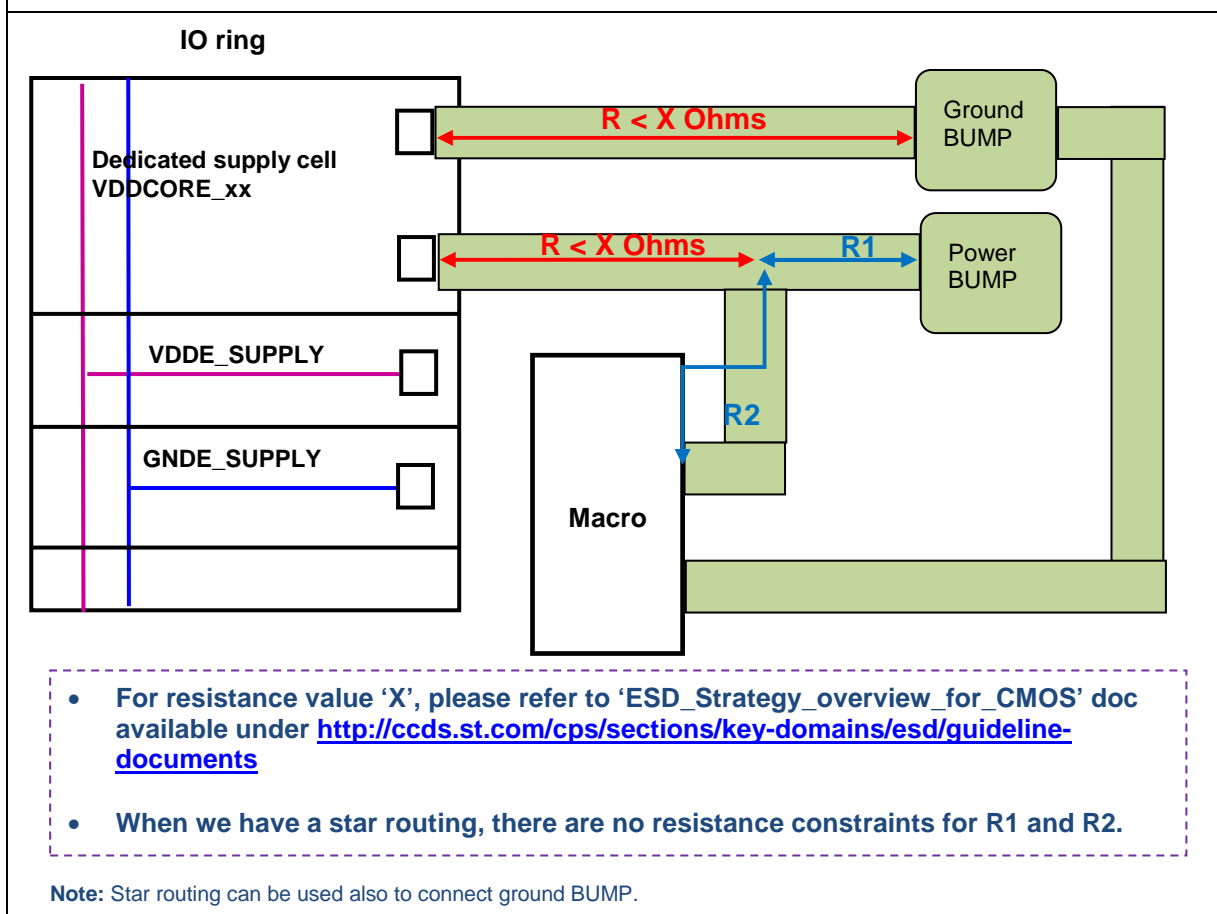 IO ring
R < X Ohms
Ground
BUMP
Dedicated supply cell
VDDCORE_xx
R < X Ohms
R1
Power
BUMP
VDDE_SUPPLY
R2
GNDE_SUPPLY
Macro
• For resistance value ‘X’, please refer to ‘ESD_Strategy_overview_for_CMOS’ doc
available under http://ccds.st.com/cps/sections/key-domains/esd/guideline-
documents
• When we have a star routing, there are no resistance constraints for R1 and R2.
Note: Star routing can be used also to connect ground BUMP.